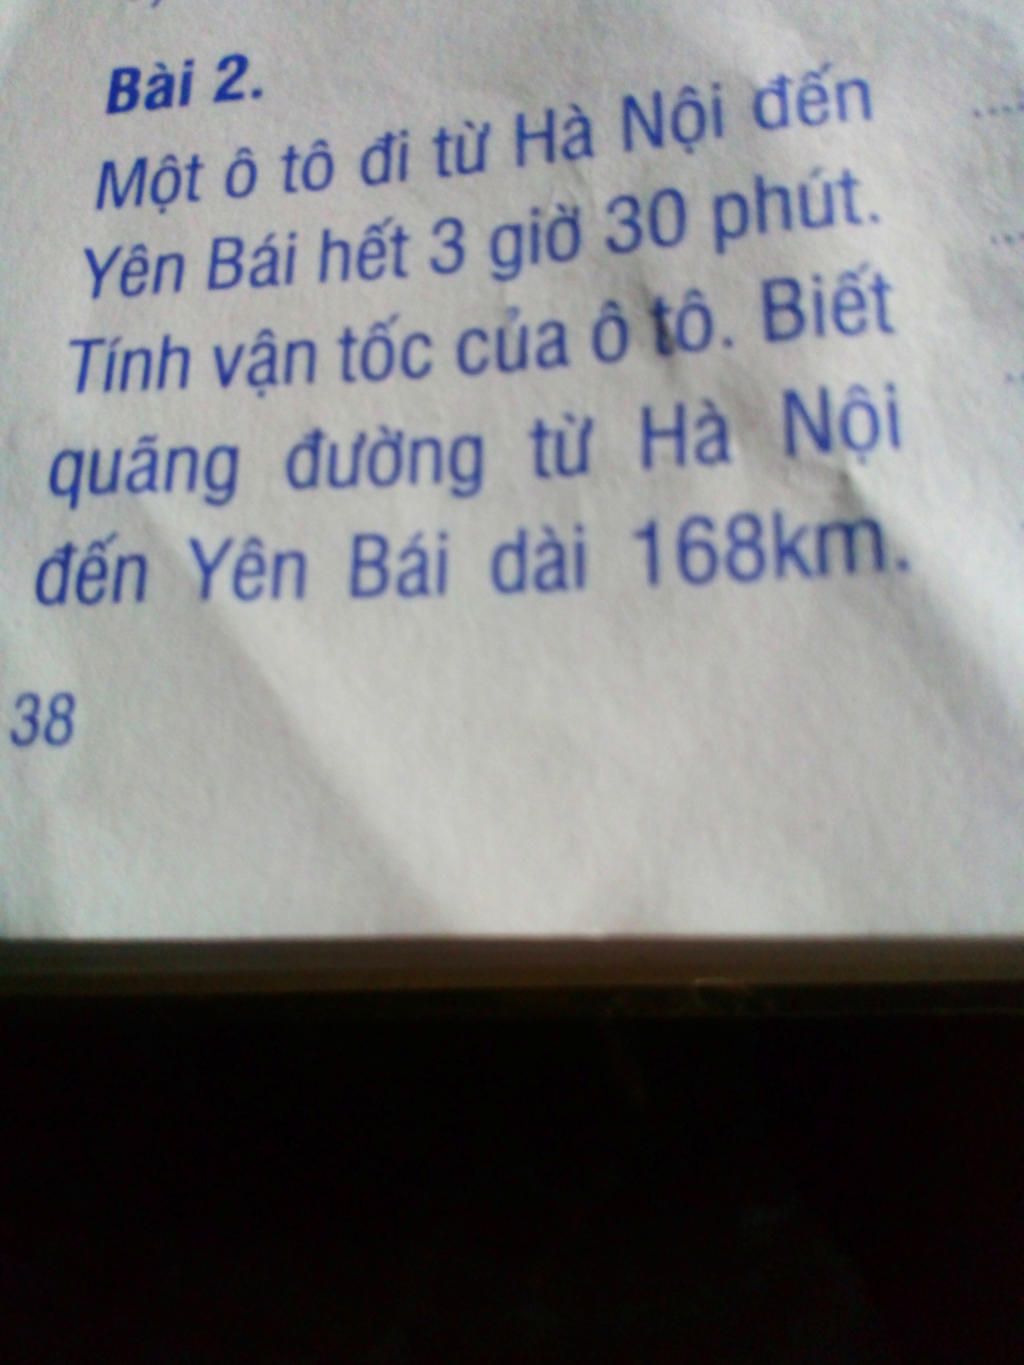 Bài 2.
Một ô tô đi từ Hà Nội đến
Yên Bái hết 3 giờ 30 phút.
Tính vận tốc của ô tô. Biết
quãng đường từ Hà Nội
đến Yên Bái dài 168km.
38